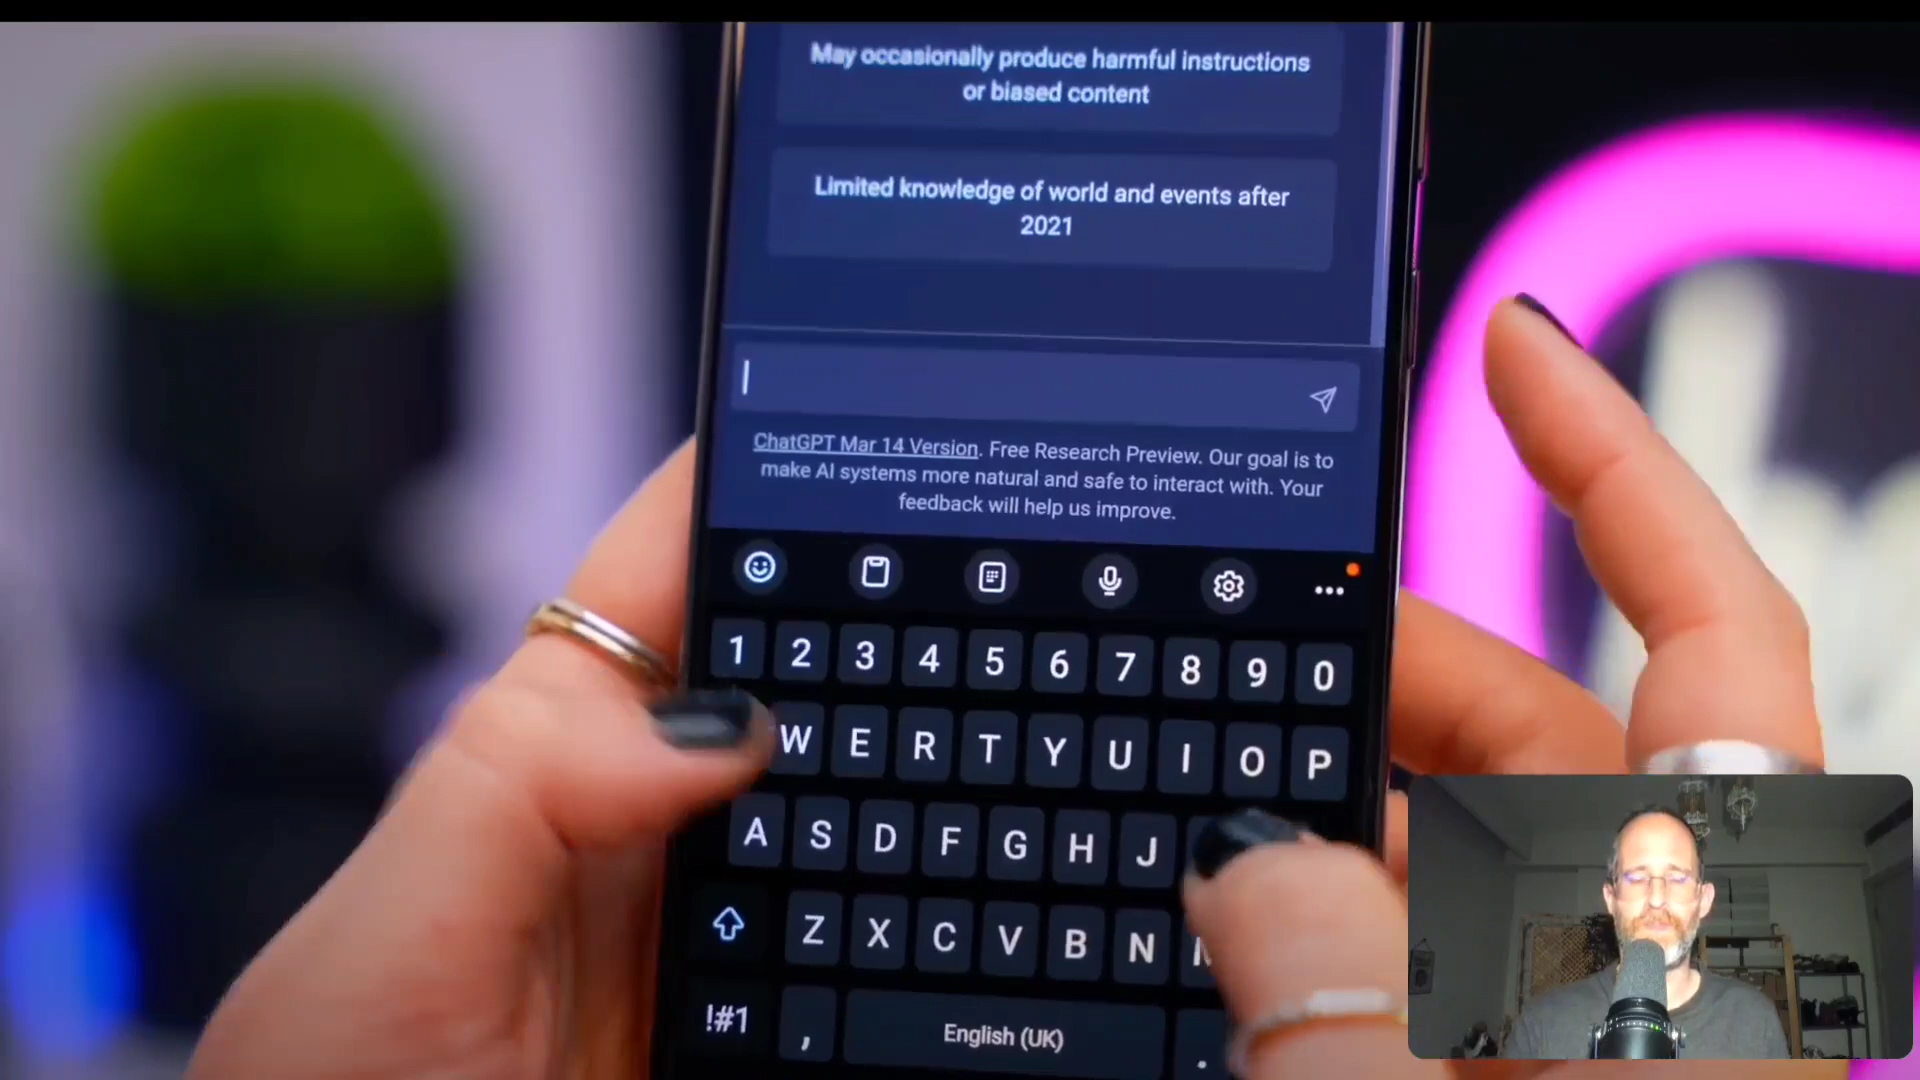 May occasionally produce harmful instructions
or biased content
Limited knowledge of world and events after
2021
ChatGPT Mar 14 Version. Free Research Preview. Our goal is to
make AI systems more natural and safe to interact with. Your
feedback will help us improve.
1 2 3 4 5 6 7 8 9 0
W E R T Y U I O P
A S D F G H J
Z X C V B N
!#1 , English (UK) .